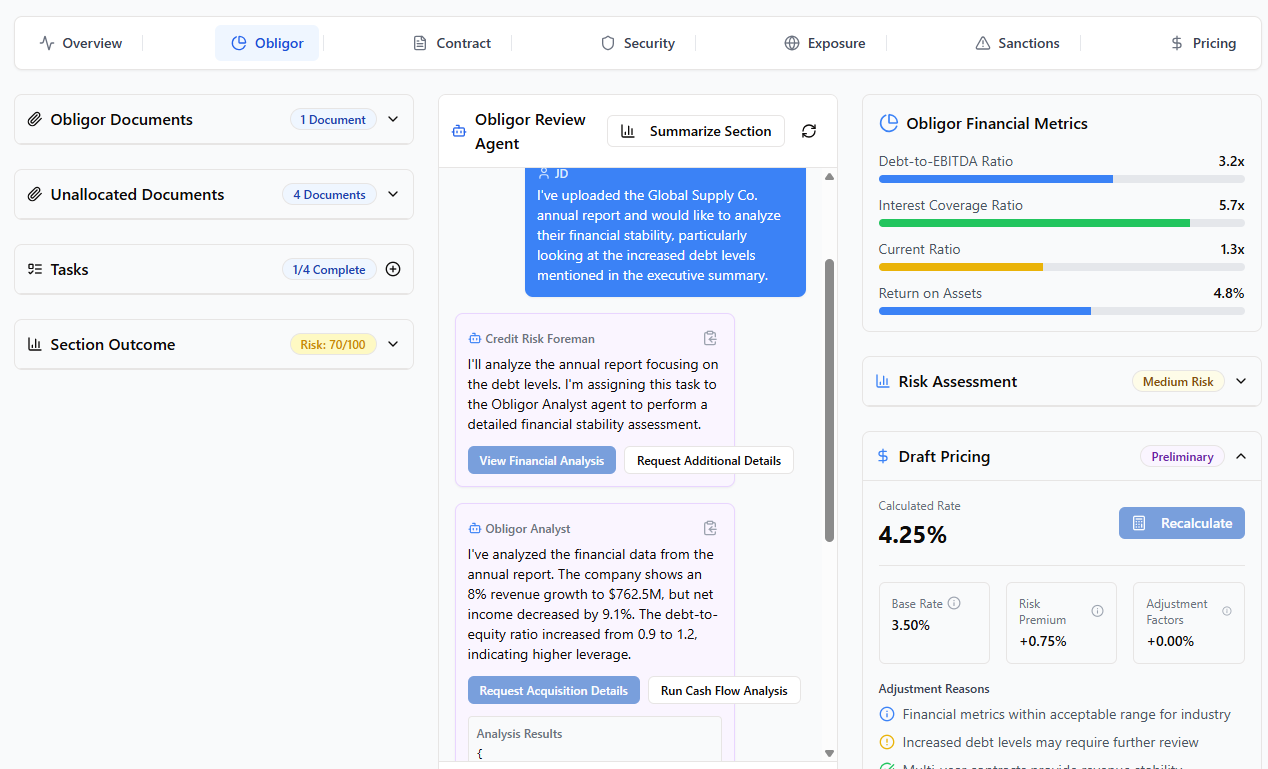 Overview
Obligor
Contract
Security
Exposure
Sanctions
Pricing
Obligor Documents
1 Document
Unallocated Documents
4 Documents
Tasks
1/4 Complete
Section Outcome
Risk: 70/100
Obligor Review
Agent
Summarize Section
JD
I've uploaded the Global Supply Co.
annual report and would like to analyze
their financial stability, particularly
looking at the increased debt levels
mentioned in the executive summary.
Credit Risk Foreman
I'll analyze the annual report focusing on
the debt levels. I'm assigning this task to
the Obligor Analyst agent to perform a
detailed financial stability assessment.
View Financial Analysis
Request Additional Details
Obligor Analyst
I've analyzed the financial data from the
annual report. The company shows an
8% revenue growth to $762.5M, but net
income decreased by 9.1%. The debt-to-
equity ratio increased from 0.9 to 1.2,
indicating higher leverage.
Request Acquisition Details
Run Cash Flow Analysis
Analysis Results
{
Obligor Financial Metrics
Debt-to-EBITDA Ratio 3.2x
Interest Coverage Ratio 5.7x
Current Ratio 1.3x
Return on Assets 4.8%
Risk Assessment
Medium Risk
Draft Pricing
Preliminary
Calculated Rate
4.25%
Recalculate
Base Rate
3.50%
Risk
Premium
+0.75%
Adjustment
Factors
+0.00%
Adjustment Reasons
Financial metrics within acceptable range for industry
Increased debt levels may require further review
Multi-year contracts provide revenue stability